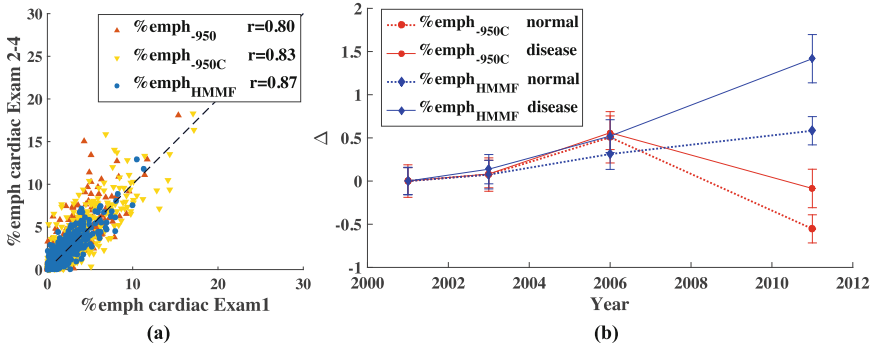 %emph-950 r=0.80
%emph-950C r=0.83
%emphHMMF r=0.87
%emph cardiac Exam 2-4
30
25
20
15
10
5
0
0 10 20 30
%emph cardiac Exam1
(a)
%emph-950C normal
%emph-950C disease
%emphHMMF normal
%emphHMMF disease
Δ
2
1.5
1
0.5
0
-0.5
-1
2000 2002 2004 2006 2008 2010 2012
Year
(b)